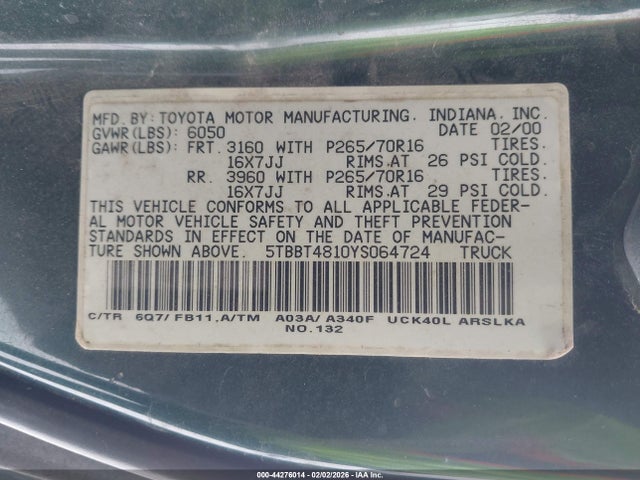 MFD. BY: TOYOTA MOTOR MANUFACTURING. INDIANA. INC.
GVWR(LBS): 6050 DATE 02/00
GAWR(LBS): FRT. 3160 WITH P265/70R16 TIRES.
16X7JJ RIMS.AT 26 PSI COLD.
RR. 3960 WITH P265/70R16 TIRES.
16X7JJ RIMS.AT 29 PSI COLD.
THIS VEHICLE CONFORMS TO ALL APPLICABLE FEDER-
AL MOTOR VEHICLE SAFETY AND THEFT PREVENTION
STANDARDS IN EFFECT ON THE DATE OF MANUFAC-
TURE SHOWN ABOVE. 5TBBT4810YS064724 TRUCK
C/TR 6Q7/ FB11,A/TM A03A/ A340F UCK40L ARSLKA
NO.132
000-44276014 - 02/02/2026 - IAAI.COM